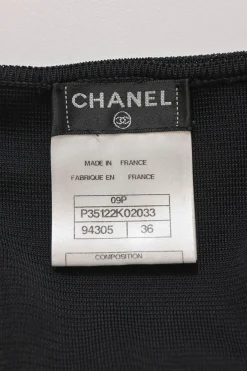 CHANEL
MADE IN FRANCE
FABRIQUE EN FRANCE
09P
P35122K02033
94305 36
COMPOSITION